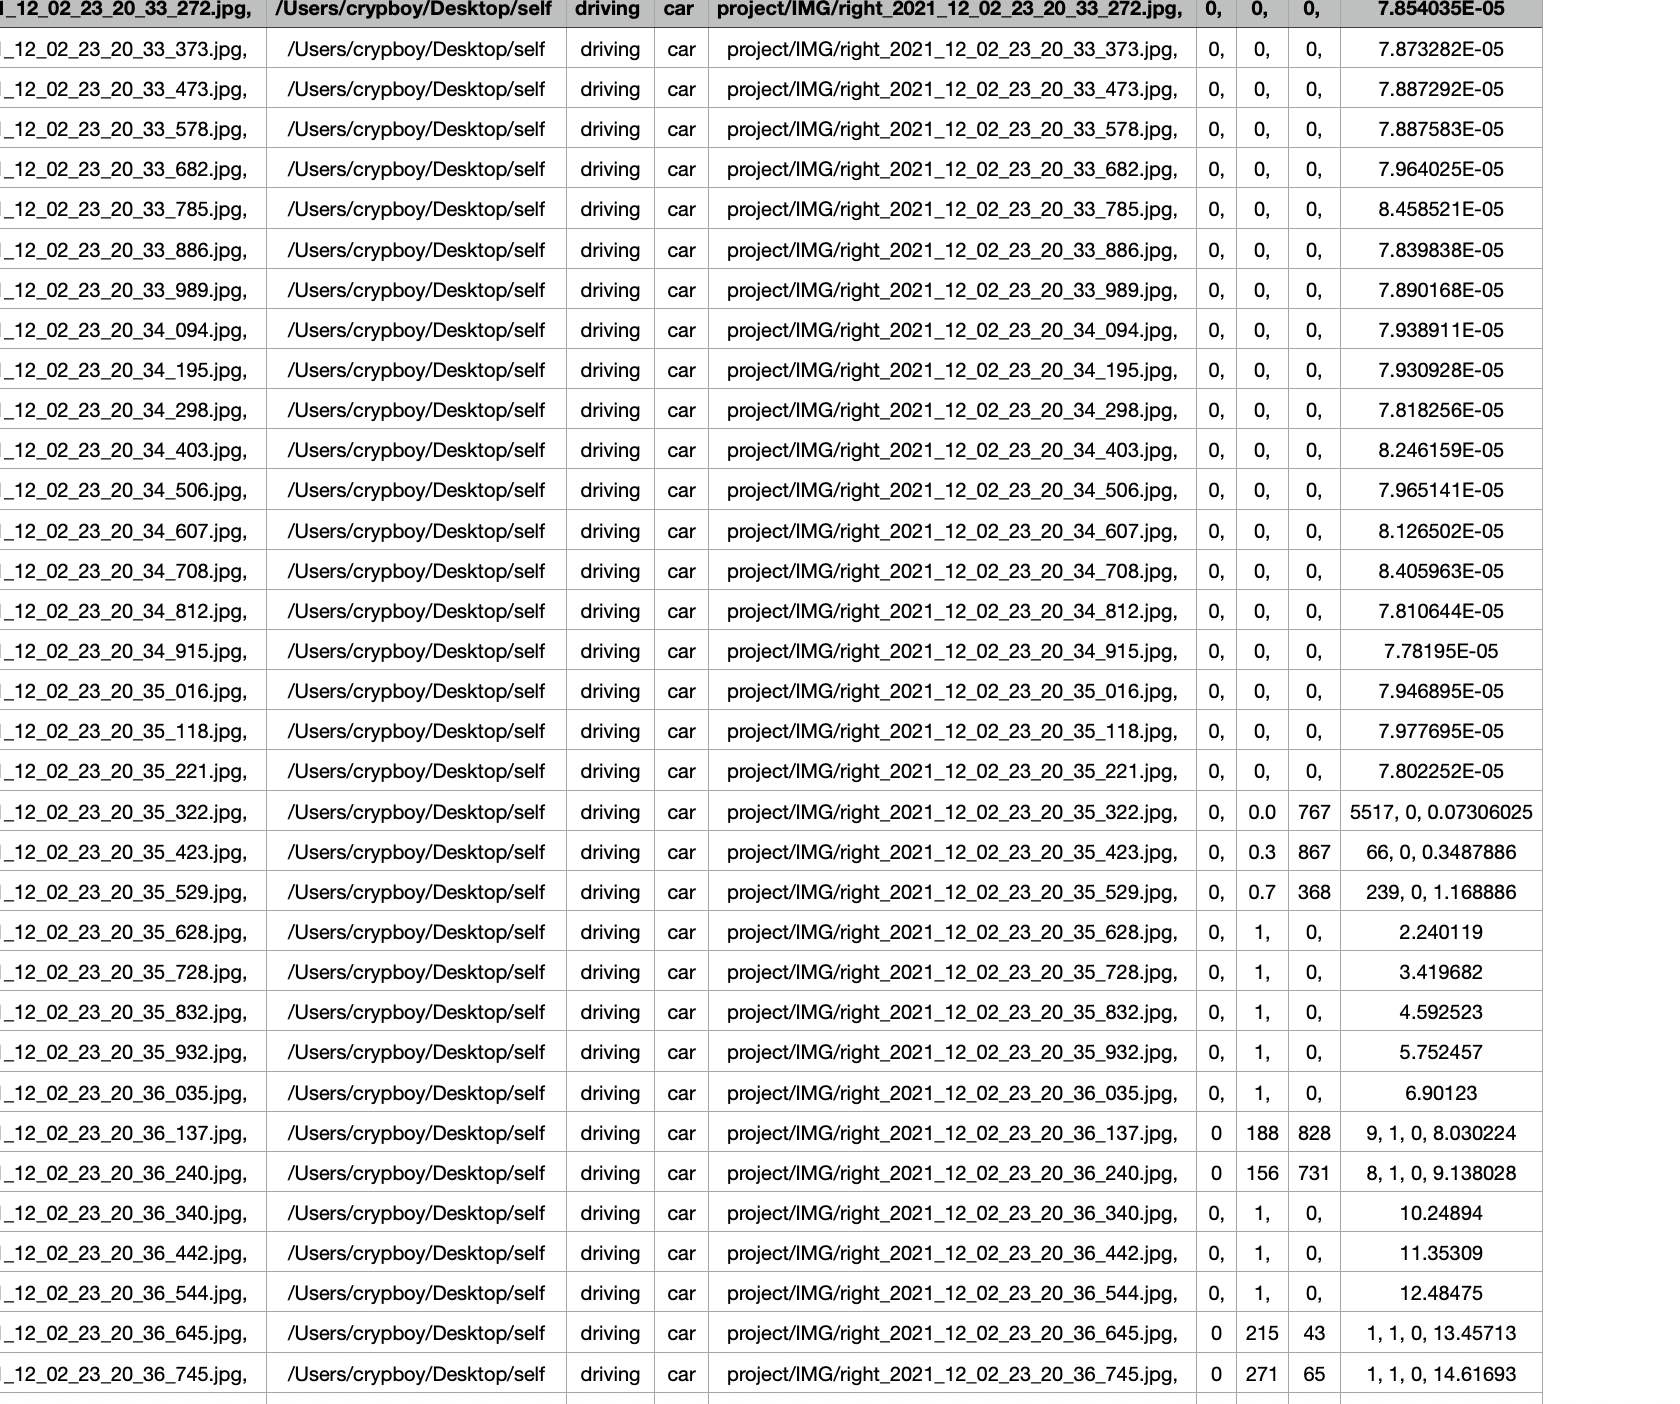 1_12_02_23_20_33_272.jpg, /Users/crypboy/Desktop/self driving car project/IMG/right_2021_12_02_23_20_33_272.jpg, 0, 0, 0, 7.854035E-05
_12_02_23_20_33_373.jpg, /Users/crypboy/Desktop/self driving car project/IMG/right_2021_12_02_23_20_33_373.jpg, 0, 0, 0, 7.873282E-05
_12_02_23_20_33_473.jpg, /Users/crypboy/Desktop/self driving car project/IMG/right_2021_12_02_23_20_33_473.jpg, 0, 0, 0, 7.887292E-05
_12_02_23_20_33_578.jpg, /Users/crypboy/Desktop/self driving car project/IMG/right_2021_12_02_23_20_33_578.jpg, 0, 0, 0, 7.887583E-05
_12_02_23_20_33_682.jpg, /Users/crypboy/Desktop/self driving car project/IMG/right_2021_12_02_23_20_33_682.jpg, 0, 0, 0, 7.964025E-05
_12_02_23_20_33_785.jpg, /Users/crypboy/Desktop/self driving car project/IMG/right_2021_12_02_23_20_33_785.jpg, 0, 0, 0, 8.458521E-05
_12_02_23_20_33_886.jpg, /Users/crypboy/Desktop/self driving car project/IMG/right_2021_12_02_23_20_33_886.jpg, 0, 0, 0, 7.839838E-05
_12_02_23_20_33_989.jpg, /Users/crypboy/Desktop/self driving car project/IMG/right_2021_12_02_23_20_33_989.jpg, 0, 0, 0, 7.890168E-05
_12_02_23_20_34_094.jpg, /Users/crypboy/Desktop/self driving car project/IMG/right_2021_12_02_23_20_34_094.jpg, 0, 0, 0, 7.938911E-05
_12_02_23_20_34_195.jpg, /Users/crypboy/Desktop/self driving car project/IMG/right_2021_12_02_23_20_34_195.jpg, 0, 0, 0, 7.930928E-05
_12_02_23_20_34_298.jpg, /Users/crypboy/Desktop/self driving car project/IMG/right_2021_12_02_23_20_34_298.jpg, 0, 0, 0, 7.818256E-05
_12_02_23_20_34_403.jpg, /Users/crypboy/Desktop/self driving car project/IMG/right_2021_12_02_23_20_34_403.jpg, 0, 0, 0, 8.246159E-05
_12_02_23_20_34_506.jpg, /Users/crypboy/Desktop/self driving car project/IMG/right_2021_12_02_23_20_34_506.jpg, 0, 0, 0, 7.965141E-05
_12_02_23_20_34_607.jpg, /Users/crypboy/Desktop/self driving car project/IMG/right_2021_12_02_23_20_34_607.jpg, 0, 0, 0, 8.126502E-05
_12_02_23_20_34_708.jpg, /Users/crypboy/Desktop/self driving car project/IMG/right_2021_12_02_23_20_34_708.jpg, 0, 0, 0, 8.405963E-05
_12_02_23_20_34_812.jpg, /Users/crypboy/Desktop/self driving car project/IMG/right_2021_12_02_23_20_34_812.jpg, 0, 0, 0, 7.810644E-05
_12_02_23_20_34_915.jpg, /Users/crypboy/Desktop/self driving car project/IMG/right_2021_12_02_23_20_34_915.jpg, 0, 0, 0, 7.78195E-05
_12_02_23_20_35_016.jpg, /Users/crypboy/Desktop/self driving car project/IMG/right_2021_12_02_23_20_35_016.jpg, 0, 0, 0, 7.946895E-05
_12_02_23_20_35_118.jpg, /Users/crypboy/Desktop/self driving car project/IMG/right_2021_12_02_23_20_35_118.jpg, 0, 0, 0, 7.977695E-05
_12_02_23_20_35_221.jpg, /Users/crypboy/Desktop/self driving car project/IMG/right_2021_12_02_23_20_35_221.jpg, 0, 0, 0, 7.802252E-05
_12_02_23_20_35_322.jpg, /Users/crypboy/Desktop/self driving car project/IMG/right_2021_12_02_23_20_35_322.jpg, 0, 0.0 767 5517, 0, 0.07306025
_12_02_23_20_35_423.jpg, /Users/crypboy/Desktop/self driving car project/IMG/right_2021_12_02_23_20_35_423.jpg, 0, 0.3 867 66, 0, 0.3487886
_12_02_23_20_35_529.jpg, /Users/crypboy/Desktop/self driving car project/IMG/right_2021_12_02_23_20_35_529.jpg, 0, 0.7 368 239, 0, 1.168886
_12_02_23_20_35_628.jpg, /Users/crypboy/Desktop/self driving car project/IMG/right_2021_12_02_23_20_35_628.jpg, 0, 1, 0, 2.240119
_12_02_23_20_35_728.jpg, /Users/crypboy/Desktop/self driving car project/IMG/right_2021_12_02_23_20_35_728.jpg, 0, 1, 0, 3.419682
_12_02_23_20_35_832.jpg, /Users/crypboy/Desktop/self driving car project/IMG/right_2021_12_02_23_20_35_832.jpg, 0, 1, 0, 4.592523
_12_02_23_20_35_932.jpg, /Users/crypboy/Desktop/self driving car project/IMG/right_2021_12_02_23_20_35_932.jpg, 0, 1, 0, 5.752457
_12_02_23_20_36_035.jpg, /Users/crypboy/Desktop/self driving car project/IMG/right_2021_12_02_23_20_36_035.jpg, 0, 1, 0, 6.90123
_12_02_23_20_36_137.jpg, /Users/crypboy/Desktop/self driving car project/IMG/right_2021_12_02_23_20_36_137.jpg, 0 188 828 9, 1, 0, 8.030224
_12_02_23_20_36_240.jpg, /Users/crypboy/Desktop/self driving car project/IMG/right_2021_12_02_23_20_36_240.jpg, 0 156 731 8, 1, 0, 9.138028
_12_02_23_20_36_340.jpg, /Users/crypboy/Desktop/self driving car project/IMG/right_2021_12_02_23_20_36_340.jpg, 0, 1, 0, 10.24894
_12_02_23_20_36_442.jpg, /Users/crypboy/Desktop/self driving car project/IMG/right_2021_12_02_23_20_36_442.jpg, 0, 1, 0, 11.35309
_12_02_23_20_36_544.jpg, /Users/crypboy/Desktop/self driving car project/IMG/right_2021_12_02_23_20_36_544.jpg, 0, 1, 0, 12.48475
_12_02_23_20_36_645.jpg, /Users/crypboy/Desktop/self driving car project/IMG/right_2021_12_02_23_20_36_645.jpg, 0 215 43 1, 1, 0, 13.45713
_12_02_23_20_36_745.jpg, /Users/crypboy/Desktop/self driving car project/IMG/right_2021_12_02_23_20_36_745.jpg, 0 271 65 1, 1, 0, 14.61693